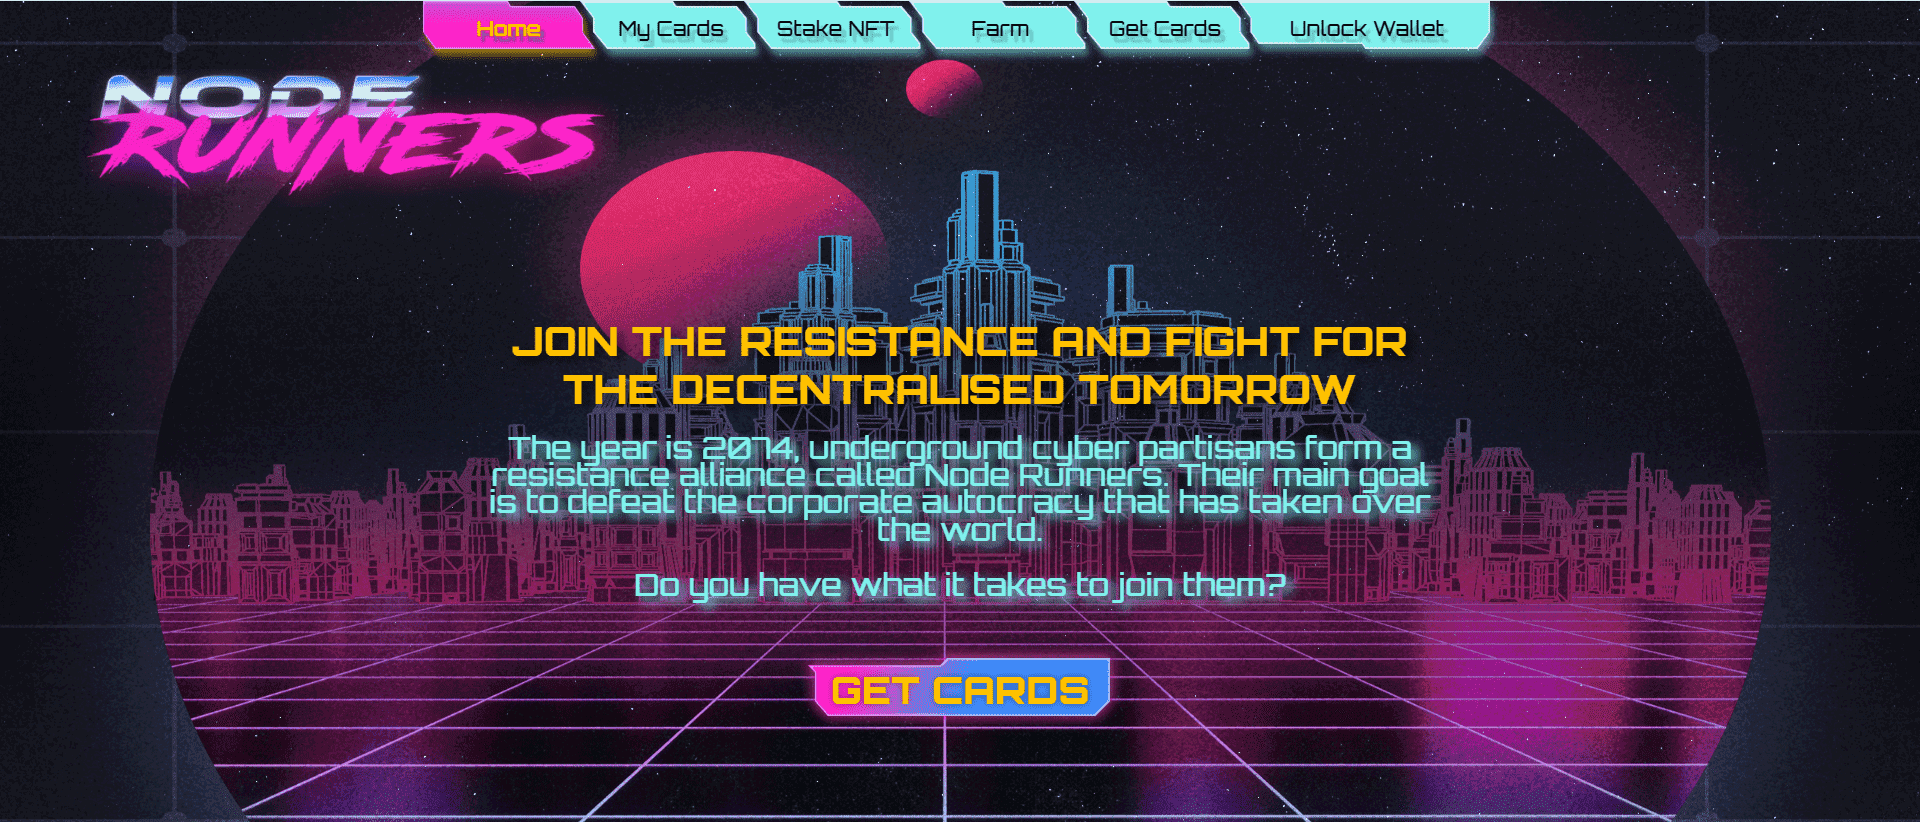 Home
My Cards
Stake NFT
Farm
Get Cards
Unlock Wallet
NODE
RUNNERS
JOIN THE RESISTANCE AND FIGHT FOR
THE DECENTRALISED TOMORROW
The year is 2074, underground cyber partisans form a
resistance alliance called Node Runners. Their main goal
is to defeat the corporate autocracy that has taken over
the world.
Do you have what it takes to join them?
GET CARDS